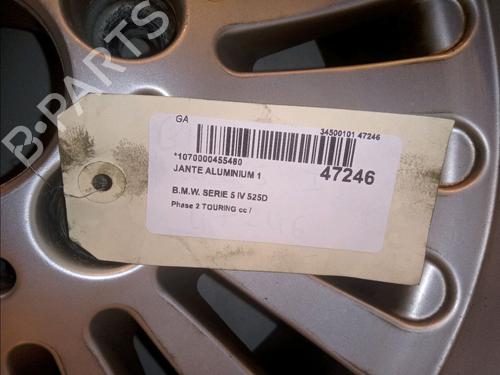 B-PARTS
GA
34500101 47246
*1070000455480
JANTE ALUMINIUM 1
47246
B.M.W. SERIE 5 IV 525D
Phase 2 TOURING cc /